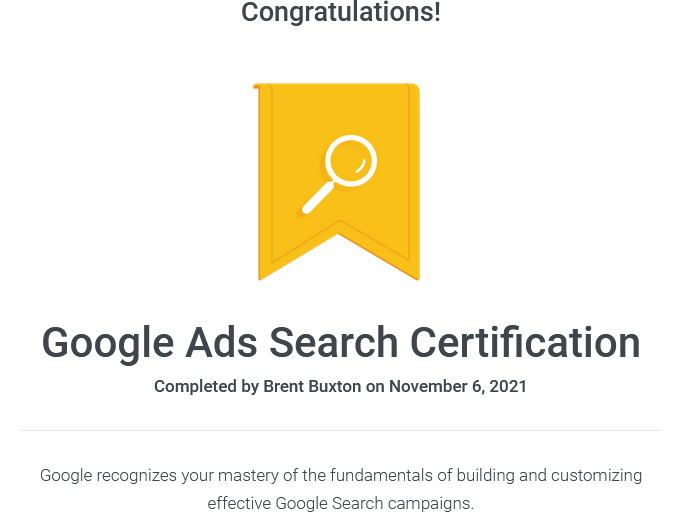 Congratulations!
Google Ads Search Certification
Completed by Brent Buxton on November 6, 2021
Google recognizes your mastery of the fundamentals of building and customizing
effective Google Search campaigns.